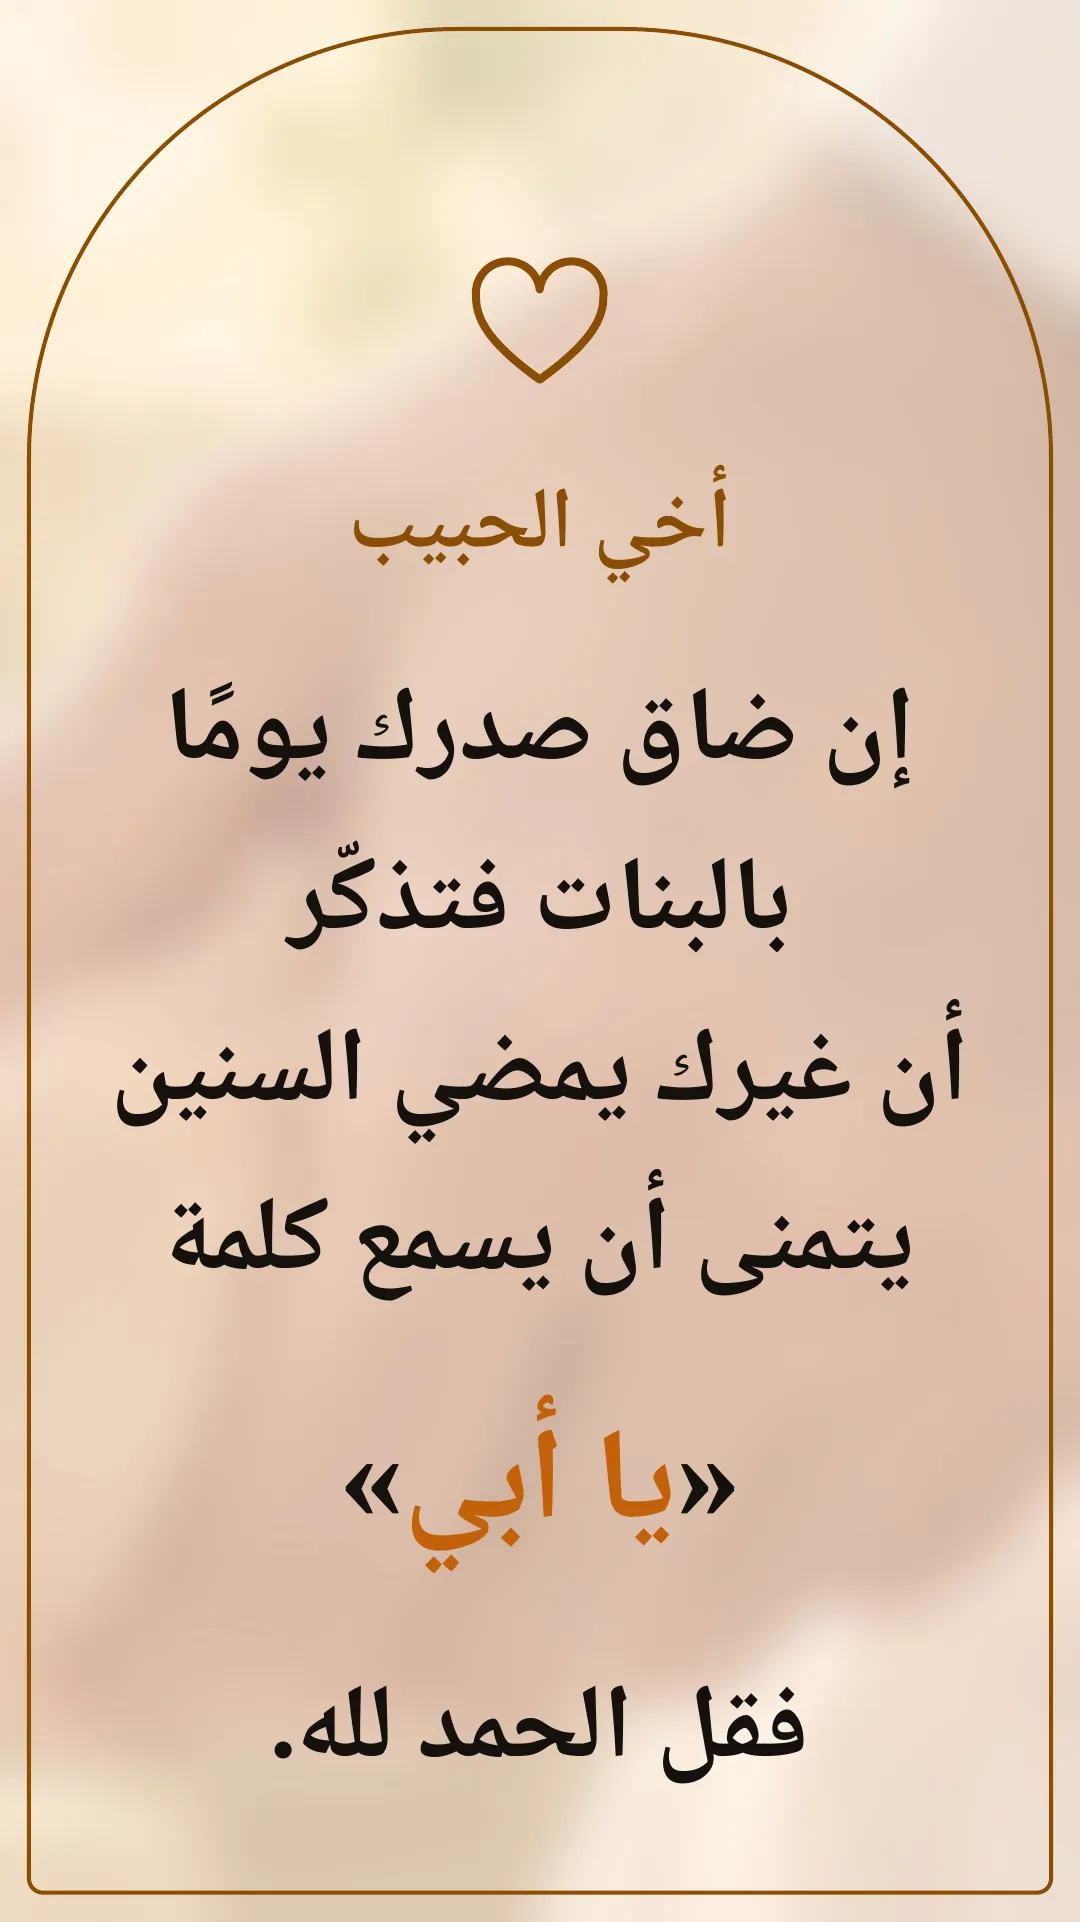 أخي الحبيب
إن ضاق صدرك يومًا
بالبنات فتذكّر
أن غيرك يمضي السنين
يتمنى أن يسمع كلمة
«يا أبي»
فقل الحمد لله.